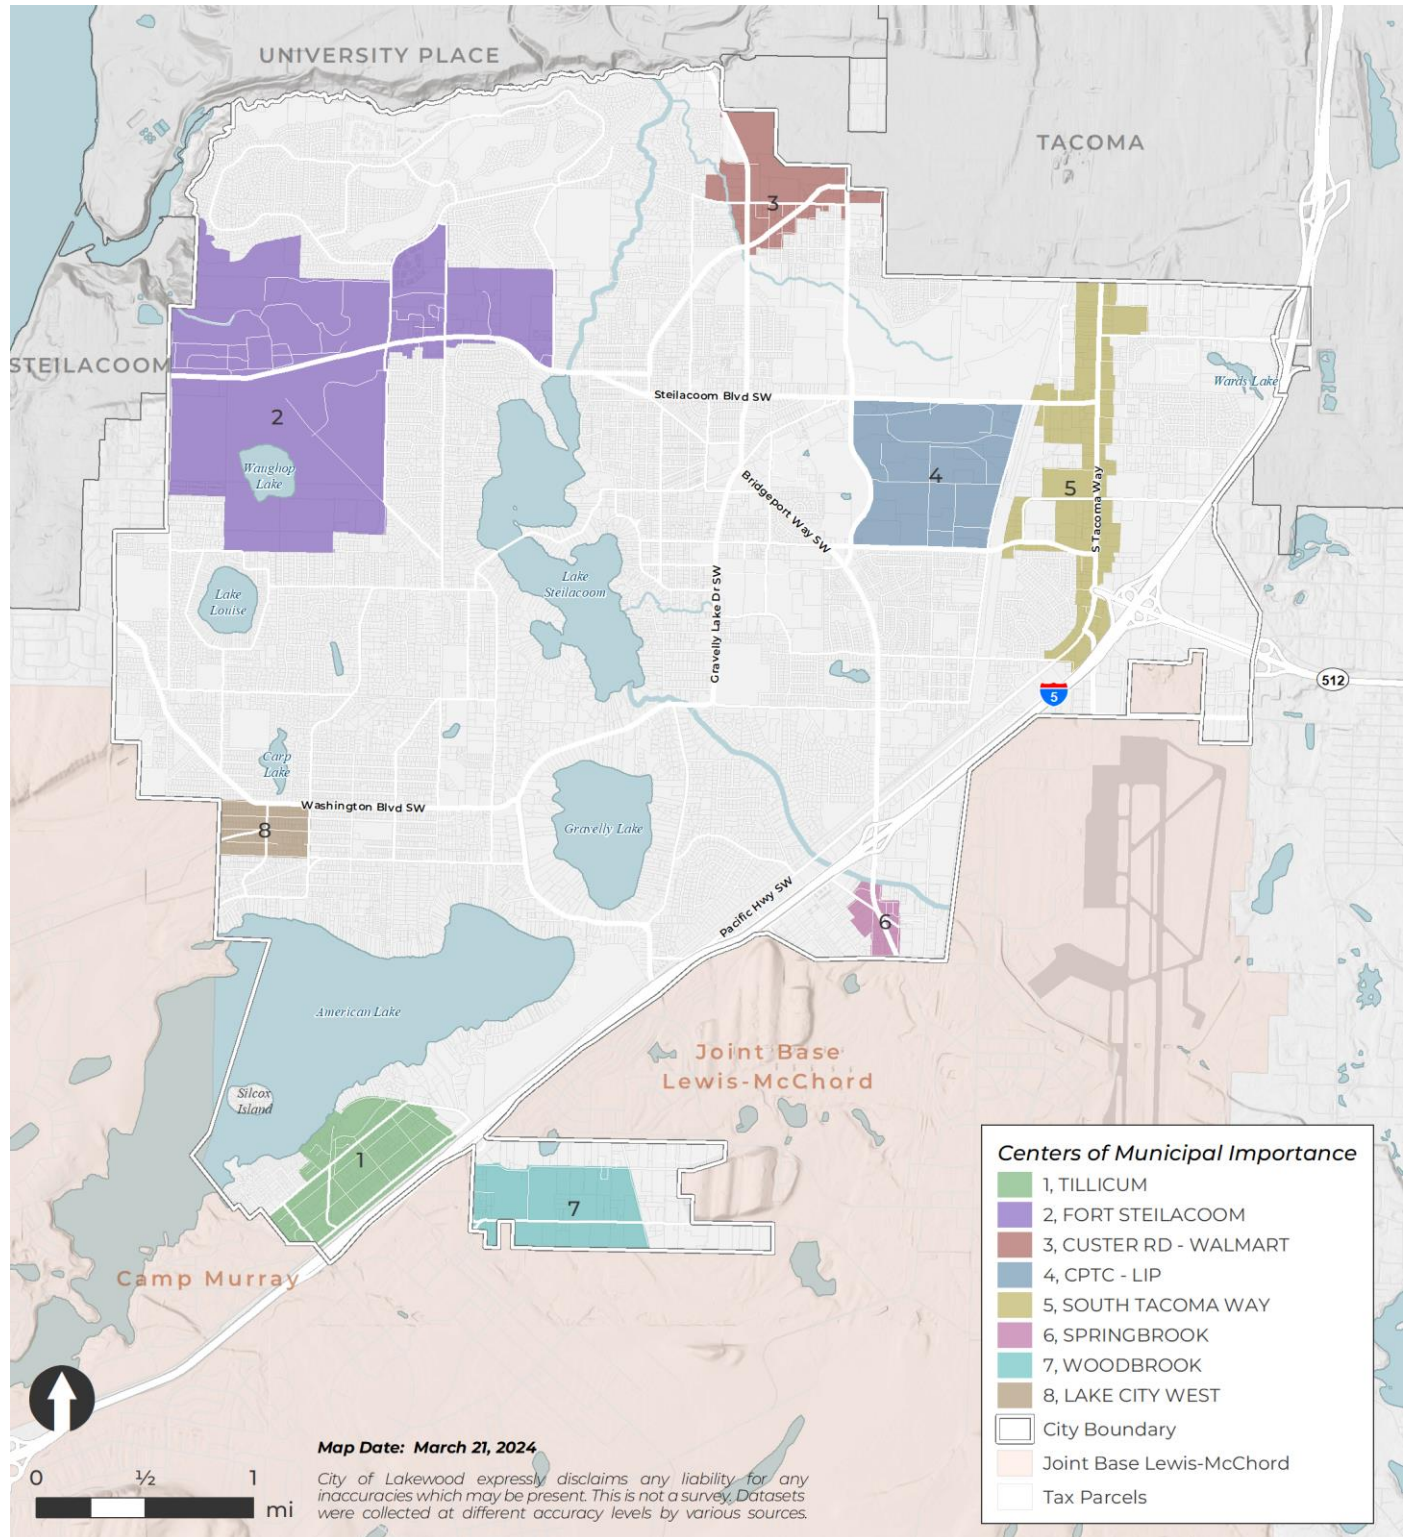 UNIVERSITY PLACE
TACOMA
3
STEILACOOM
Wards Lake
Steilacoom Blvd SW
2
Waughop
Lake
4
5
Bridgeport Way SW
S Tacoma Way
Lake
Louise
Lake
Steilacoom
Gravelly Lake Dr SW
512
5
Carp
Lake
Washington Blvd SW
8
Gravelly Lake
Pacific Hwy SW
6
American Lake
Joint Base
Lewis-McChord
Silcox
Island
1
7
Camp Murray
Centers of Municipal Importance
1, TILLICUM
2, FORT STEILACOOM
3, CUSTER RD - WALMART
4, CPTC - LIP
5, SOUTH TACOMA WAY
6, SPRINGBROOK
7, WOODBROOK
8, LAKE CITY WEST
City Boundary
Joint Base Lewis-McChord
Tax Parcels
0 ½ 1
mi
Map Date: March 21, 2024
City of Lakewood expressly disclaims any liability for any
inaccuracies which may be present. This is not a survey. Datasets
were collected at different accuracy levels by various sources.